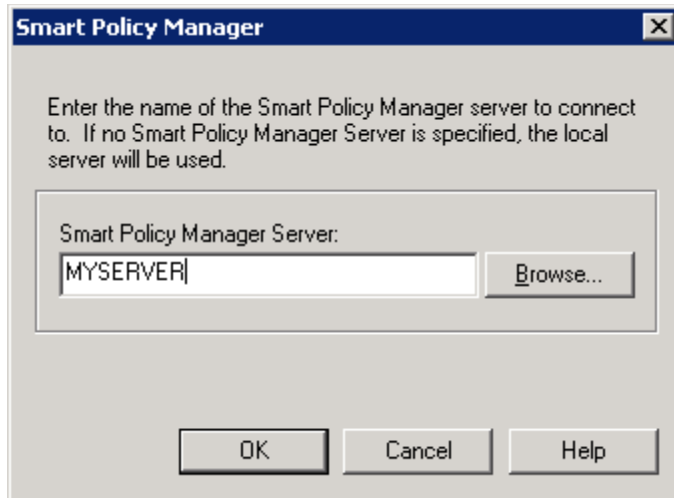 Smart Policy Manager
Enter the name of the Smart Policy Manager server to connect
to. If no Smart Policy Manager Server is specified, the local
server will be used.
Smart Policy Manager Server:
MYSERVER
Browse...
OK Cancel Help